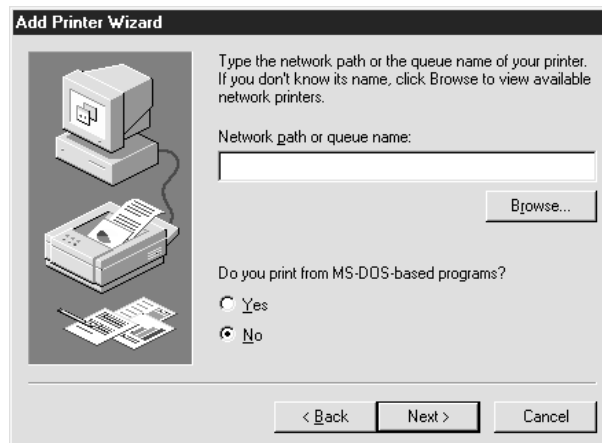 Add Printer Wizard
Type the network path or the queue name of your printer.
If you don't know its name, click Browse to view available
network printers.
Network path or queue name:
Browse...
Do you print from MS-DOS-based programs?
Yes
No
< Back
Next >
Cancel